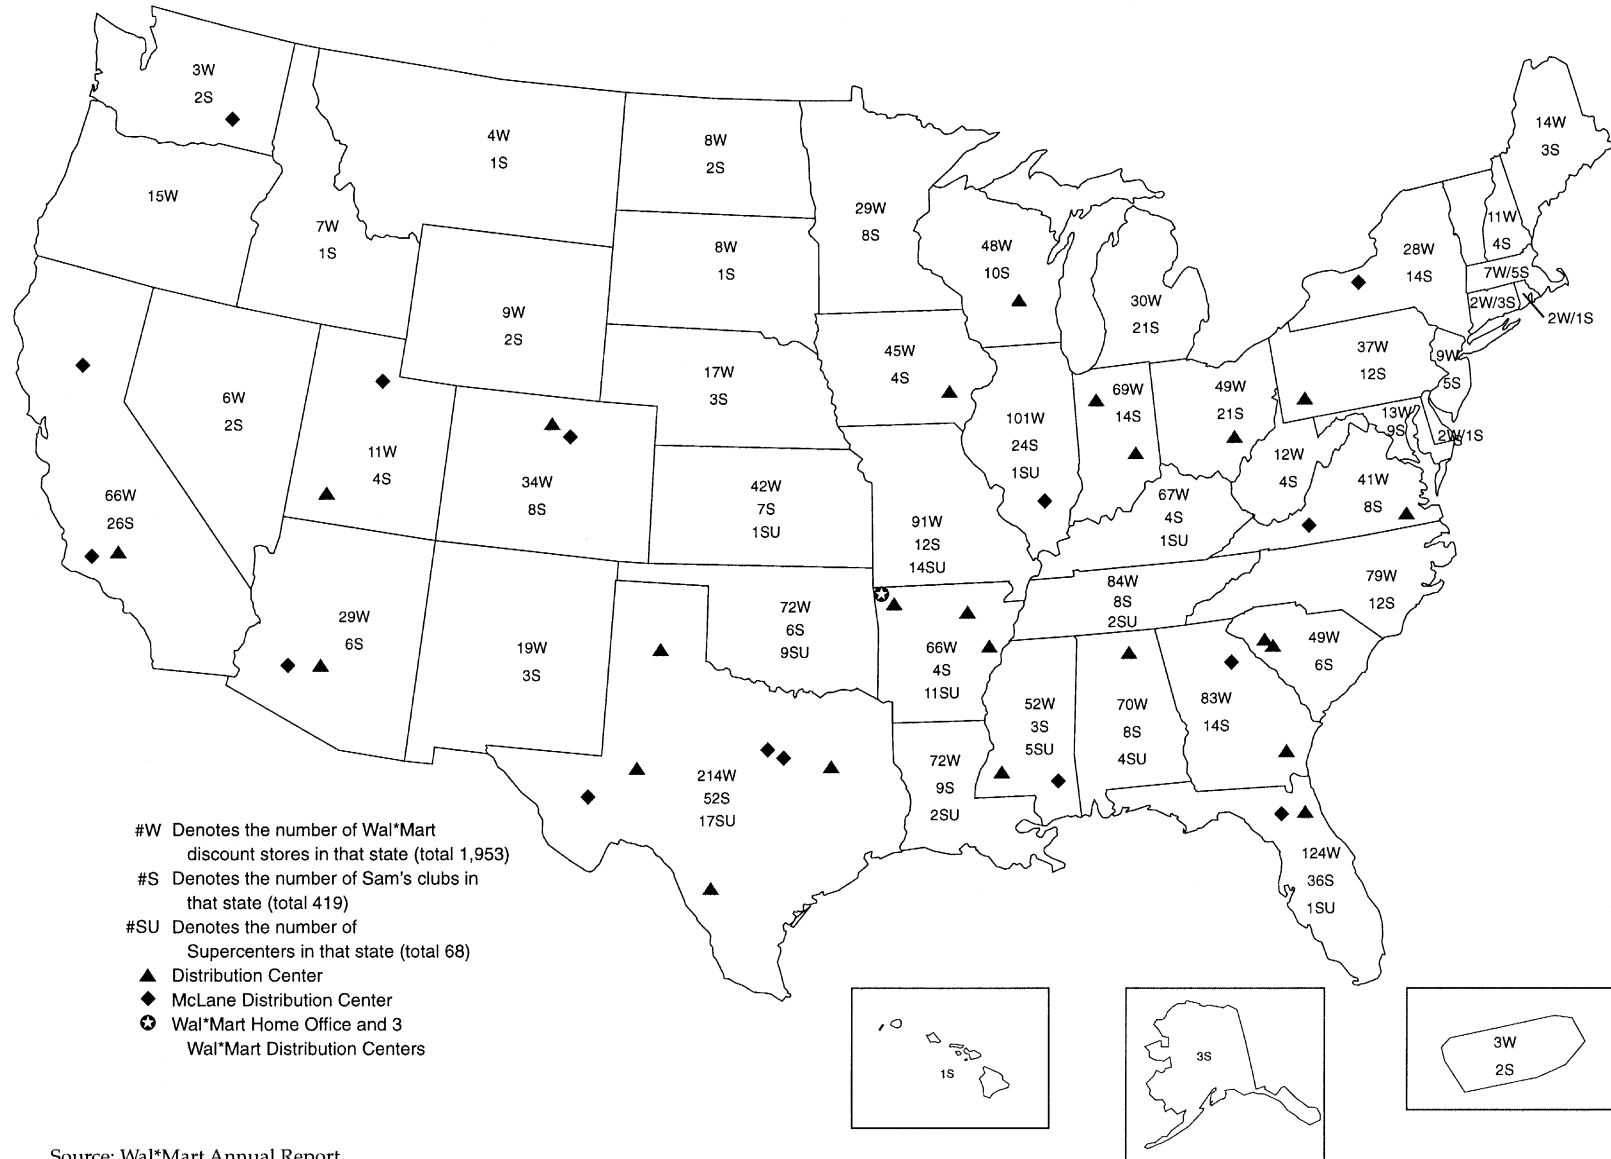 3W
2S
15W
4W
1S
7W
1S
8W
2S
8W
1S
9W
2S
17W
3S
6W
2S
66W
26S
11W
4S
34W
8S
42W
7S
1SU
29W
6S
19W
3S
72W
6S
9SU
214W
52S
17SU
29W
8S
45W
4S
91W
12S
14SU
66W
4S
11SU
72W
9S
2SU
48W
10S
101W
24S
1SU
30W
21S
69W
14S
49W
21S
67W
4S
1SU
84W
8S
2SU
52W
3S
5SU
70W
8S
4SU
83W
14S
124W
36S
1SU
49W
6S
79W
12S
41W
8S
12W
4S
13W
9S
2W/1S
37W
12S
9W
5S
28W
14S
2W/3S
2W/1S
7W/5S
11W
4S
14W
3S
#W Denotes the number of Wal*Mart
discount stores in that state (total 1,953)
#S Denotes the number of Sam's clubs in
that state (total 419)
#SU Denotes the number of
Supercenters in that state (total 68)
Distribution Center
McLane Distribution Center
Wal*Mart Home Office and 3
Wal*Mart Distribution Centers
1S
3S
3W
2S
Source: Wal*Mart Annual Report